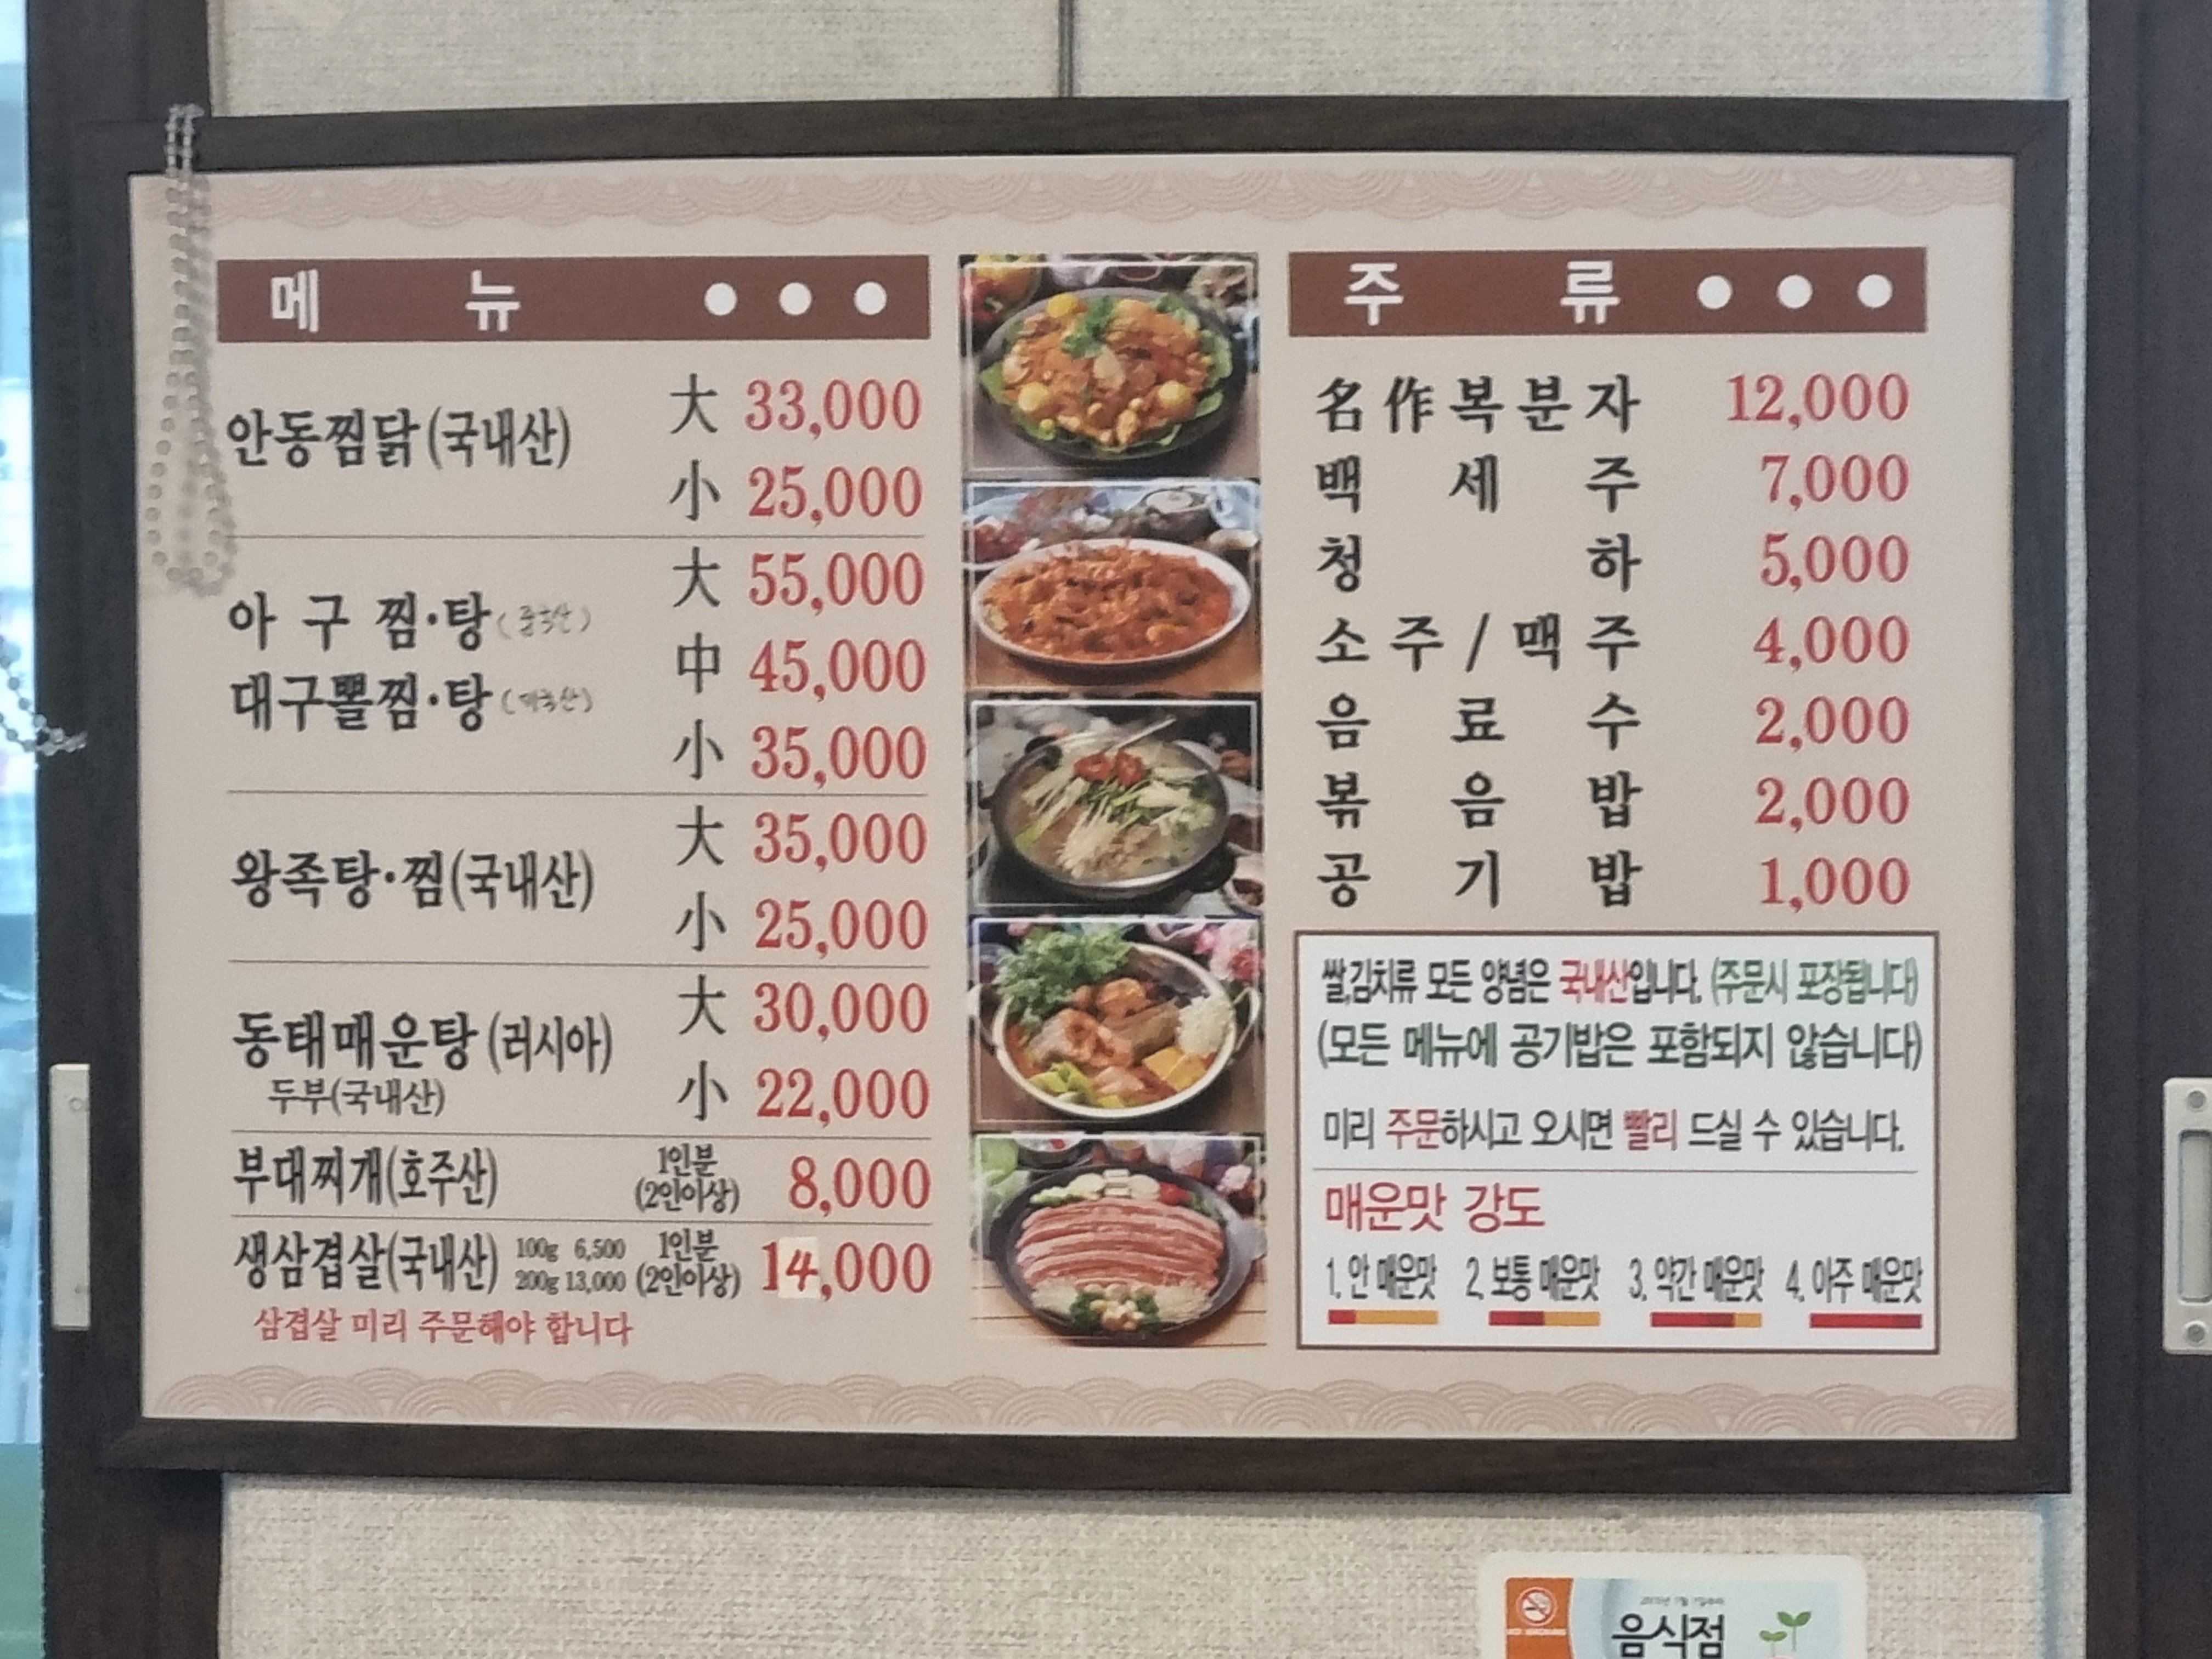 메뉴 ● ● ●
안동찜닭(국내산) 大 33,000
小 25,000
아구찜·탕(중국산) 大 55,000
中 45,000
대구뽈찜·탕(미국산)
小 35,000
왕족탕·찜(국내산) 大 35,000
小 25,000
동태매운탕(러시아) 大 30,000
두부(국내산) 小 22,000
부대찌개(호주산) 1인분 (2인이상) 8,000
생삼겹살(국내산) 100g 6,500 1인분 14,000
200g 13,000 (2인이상)
삼겹살 미리 주문해야 합니다
주류 ● ● ●
名作복분자 12,000
백세주 7,000
청하 5,000
소주/맥주 4,000
음료수 2,000
볶음밥 2,000
공기밥 1,000
쌀,김치류 모든 양념은 국내산입니다. (주문시 포장됩니다)
(모든 메뉴에 공기밥은 포함되지 않습니다)
미리 주문하시고 오시면 빨리 드실 수 있습니다.
매운맛 강도
1. 안 매운맛 2. 보통 매운맛 3. 약간 매운맛 4. 아주 매운맛
음식점